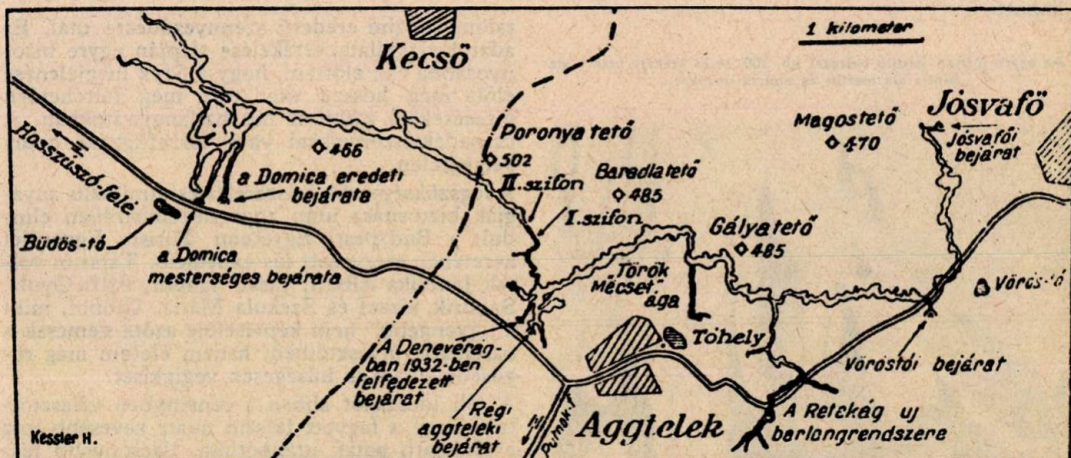 Kecső
1 kilometer
Jósvafő
Jósvafői
bejárat
Magostető
470
Poronya tető
502
466
Baradlatető
485
II. szifon
I. szifon
Hosszuszó-felé
a Domica eredeti
bejárata
Büdös-tó
a Domica
mesterséges bejárata
Gályatető
485
Török
Mecset
ága
Vörös-tó
Tóhely
A Denevérág-
ban 1932-ben
felfedezett
bejárat
Vöröstói bejárat
Régi
aggteleki
bejárat
Aggtelek
A Retekág uj
barlangrendszere
Kessler H.